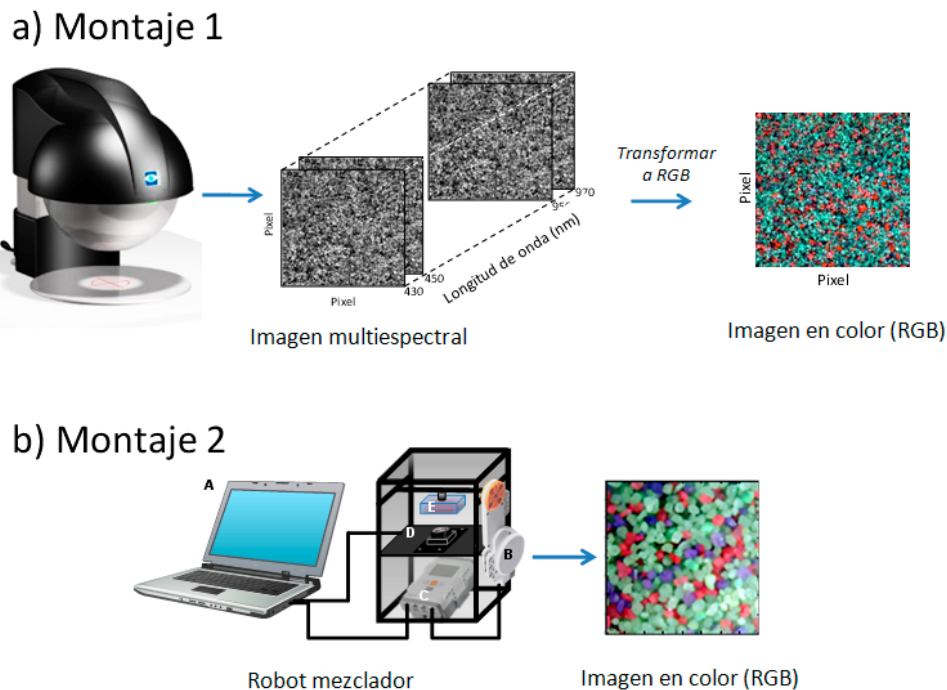 a) Montaje 1
Transformar
a RGB
Pixel
Pixel
430
450
970
Longitud de onda (nm)
Pixel
Pixel
Imagen multiespectral
Imagen en color (RGB)
b) Montaje 2
A
E
D
B
C
Robot mezclador
Imagen en color (RGB)